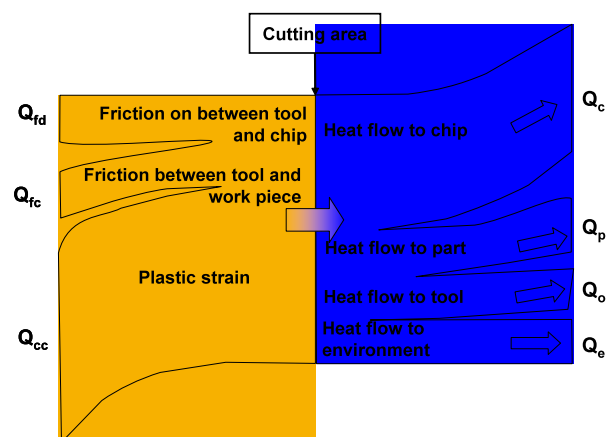 Cutting area
Q_fd
Friction on between tool
and chip
Heat flow to chip
Q_c
Q_fc
Friction between tool and
work piece
Heat flow to part
Q_p
Plastic strain
Heat flow to tool
Q_o
Q_cc
Heat flow to
environment
Q_e